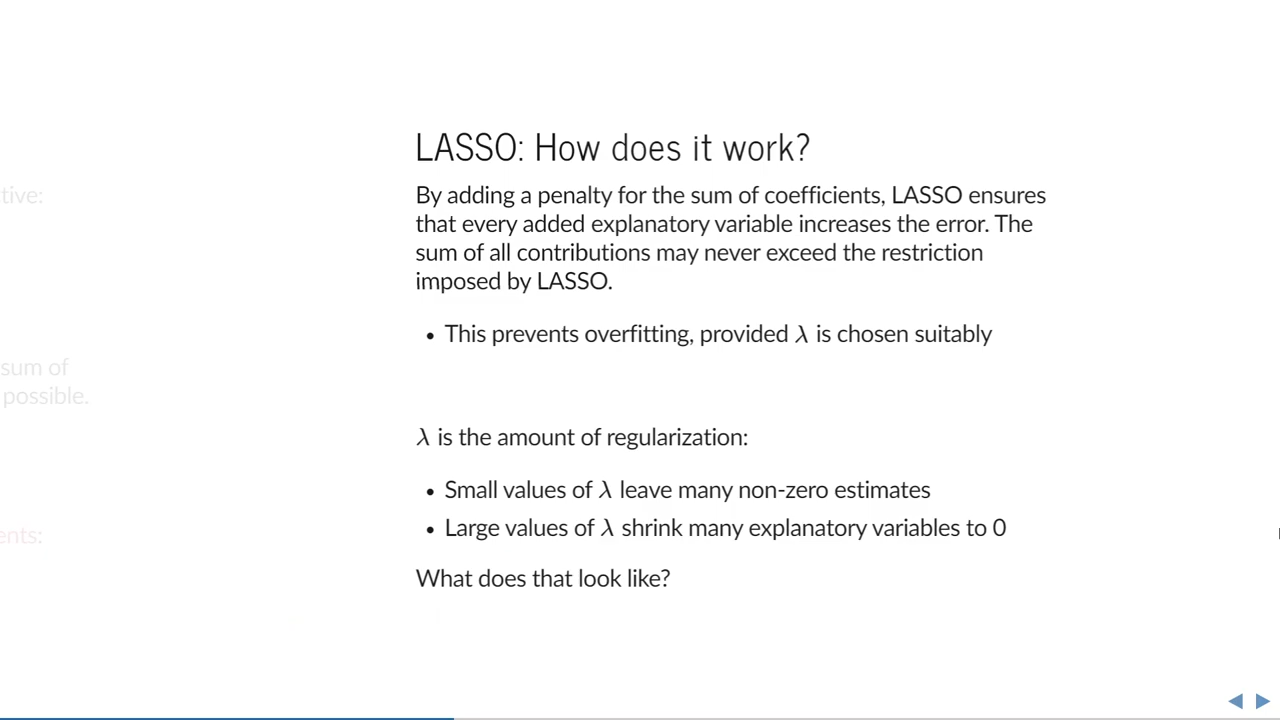 LASSO: How does it work?
tive:
By adding a penalty for the sum of coefficients, LASSO ensures
that every added explanatory variable increases the error. The
sum of all contributions may never exceed the restriction
imposed by LASSO.
• This prevents overfitting, provided λ is chosen suitably
sum of
possible.
λ is the amount of regularization:
• Small values of λ leave many non-zero estimates
• Large values of λ shrink many explanatory variables to 0
ents:
What does that look like?